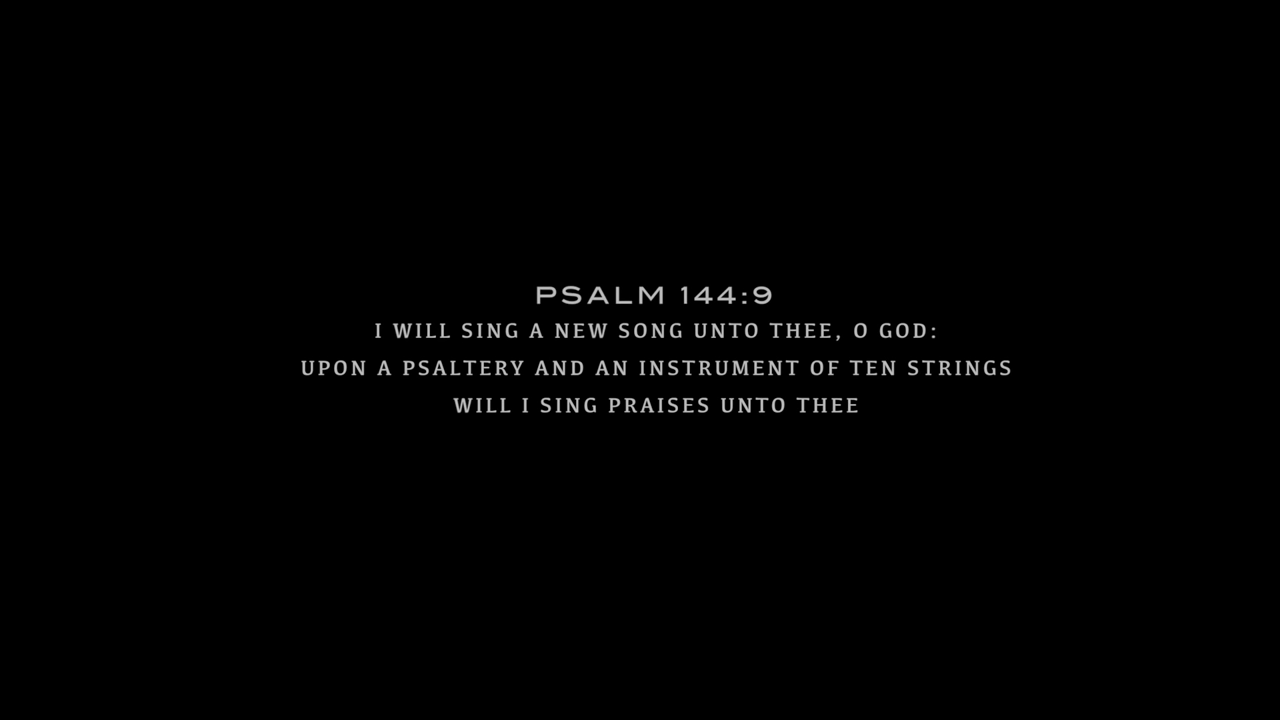 PSALM 144:9
I WILL SING A NEW SONG UNTO THEE, O GOD:
UPON A PSALTERY AND AN INSTRUMENT OF TEN STRINGS
WILL I SING PRAISES UNTO THEE